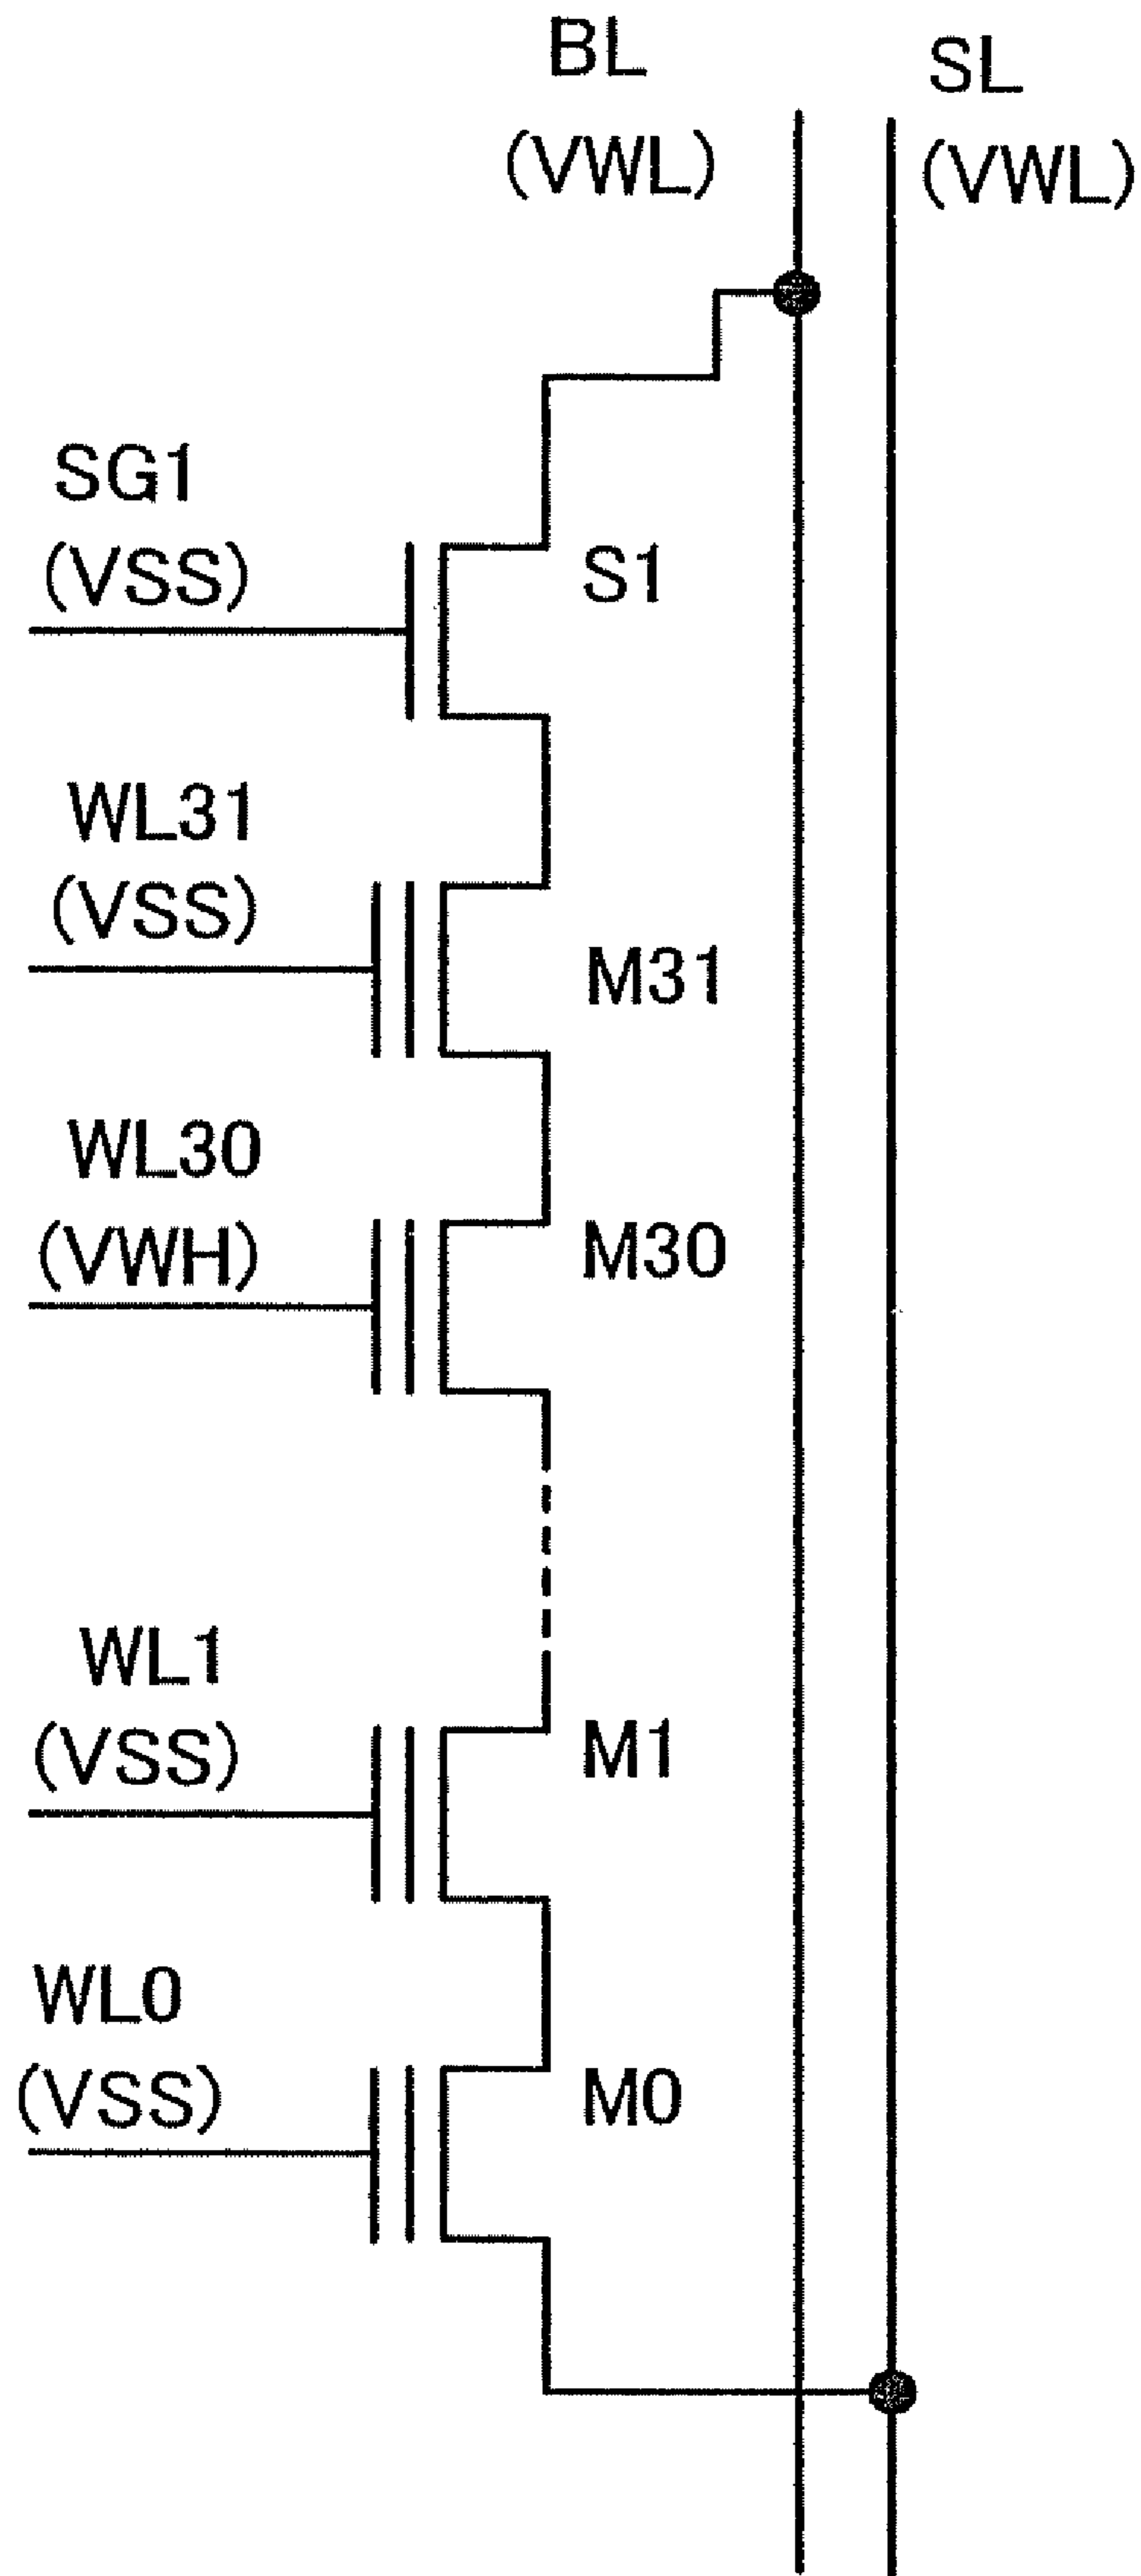 BL
(VWL)
SL
(VWL)
SG1
(VSS)
S1
WL31
(VSS)
M31
WL30
(VWH)
M30
WL1
(VSS)
M1
WL0
(VSS)
M0